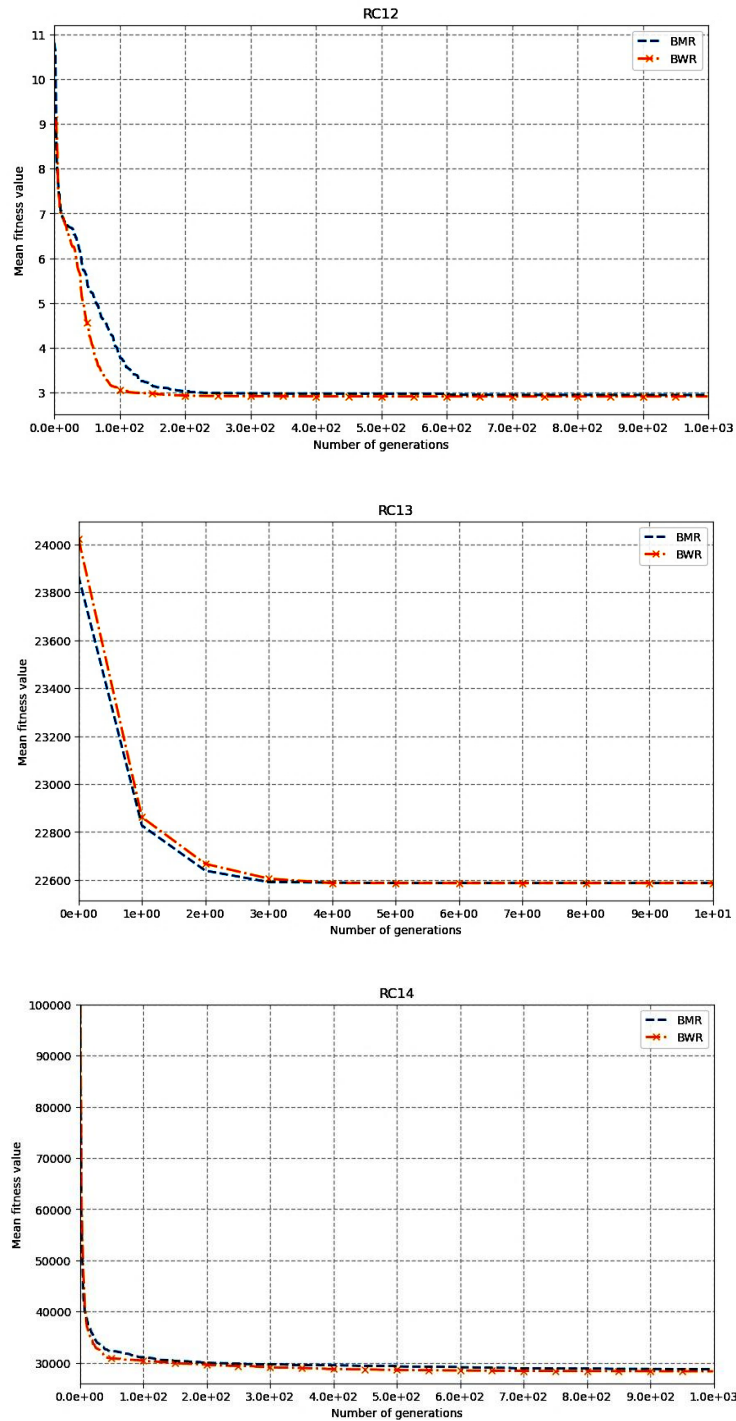 RC12
11
10
9
8
7
6
5
4
3
Mean fitness value
BMR
BWR
0.0e+00 1.0e+02 2.0e+02 3.0e+02 4.0e+02 5.0e+02 6.0e+02 7.0e+02 8.0e+02 9.0e+02 1.0e+03
Number of generations
RC13
24000
23800
23600
23400
23200
23000
22800
22600
Mean fitness value
BMR
BWR
0e+00 1e+00 2e+00 3e+00 4e+00 5e+00 6e+00 7e+00 8e+00 9e+00 1e+01
Number of generations
RC14
100000
90000
80000
70000
60000
50000
40000
30000
Mean fitness value
BMR
BWR
0.0e+00 1.0e+02 2.0e+02 3.0e+02 4.0e+02 5.0e+02 6.0e+02 7.0e+02 8.0e+02 9.0e+02 1.0e+03
Number of generations